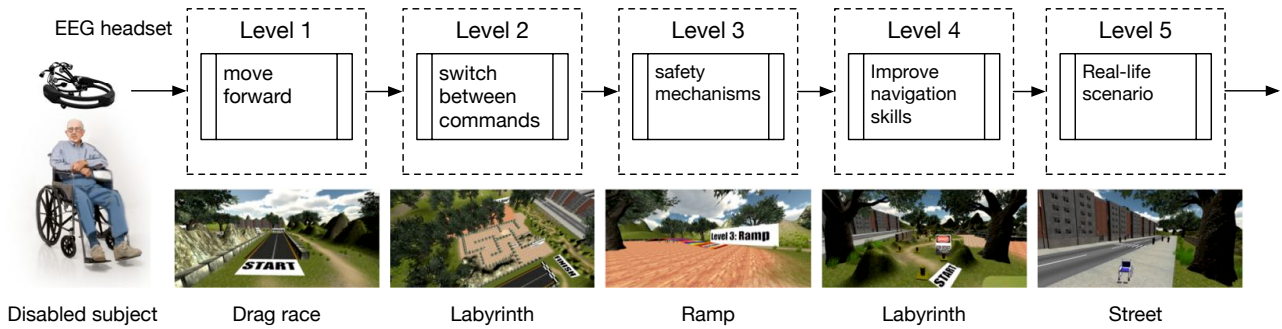 EEG headset
Level 1
Level 2
Level 3
Level 4
Level 5
move
forward
switch
between
commands
safety
mechanisms
Improve
navigation
skills
Real-life
scenario
START
FINISH
Level 3: Ramp
START
Disabled subject
Drag race
Labyrinth
Ramp
Labyrinth
Street